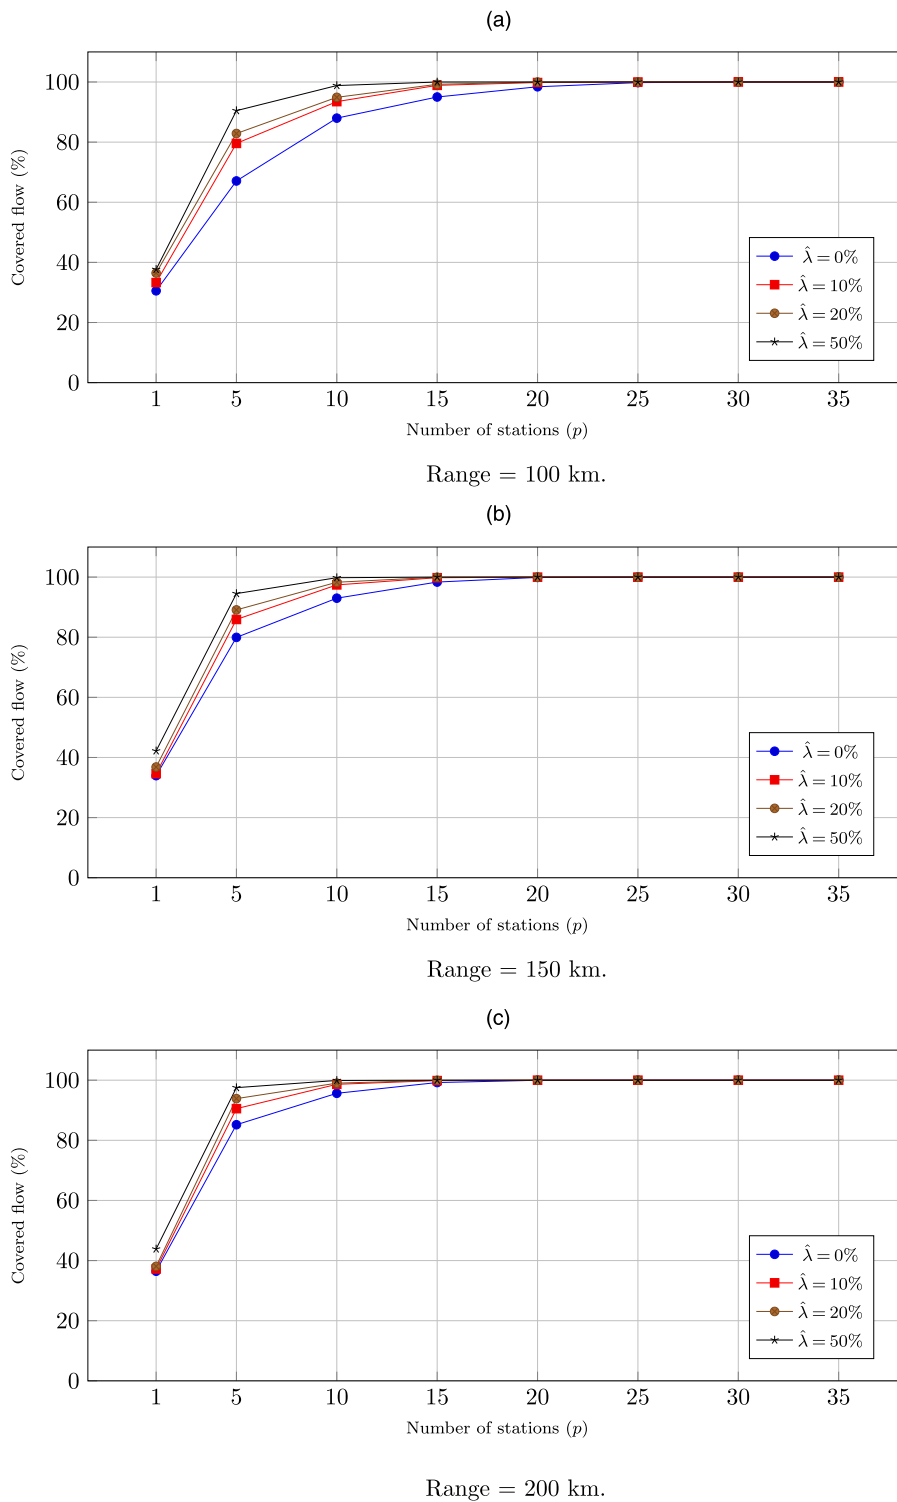 (a)
Covered flow (%)
100
80
60
40
20
0
λ̂ = 0%
λ̂ = 10%
λ̂ = 20%
λ̂ = 50%
1 5 10 15 20 25 30 35
Number of stations (p)
Range = 100 km.
(b)
Covered flow (%)
100
80
60
40
20
0
λ̂ = 0%
λ̂ = 10%
λ̂ = 20%
λ̂ = 50%
1 5 10 15 20 25 30 35
Number of stations (p)
Range = 150 km.
(c)
Covered flow (%)
100
80
60
40
20
0
λ̂ = 0%
λ̂ = 10%
λ̂ = 20%
λ̂ = 50%
1 5 10 15 20 25 30 35
Number of stations (p)
Range = 200 km.